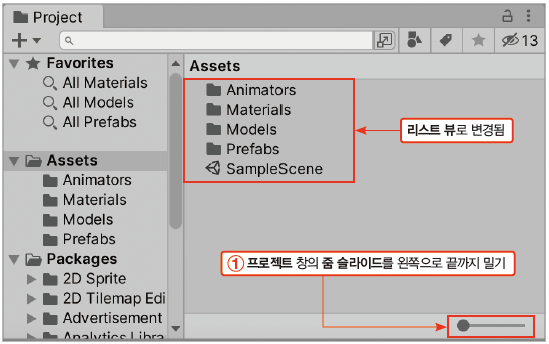 Project
13
Favorites
All Materials
All Models
All Prefabs
Assets
Animators
Materials
Models
Prefabs
Packages
2D Sprite
2D Tilemap Edi
Advertisement
Analytics Libra
Assets
Animators
Materials
Models
Prefabs
SampleScene
리스트 뷰로 변경됨
① 프로젝트 창의 줌 슬라이드를 왼쪽으로 끝까지 밀기